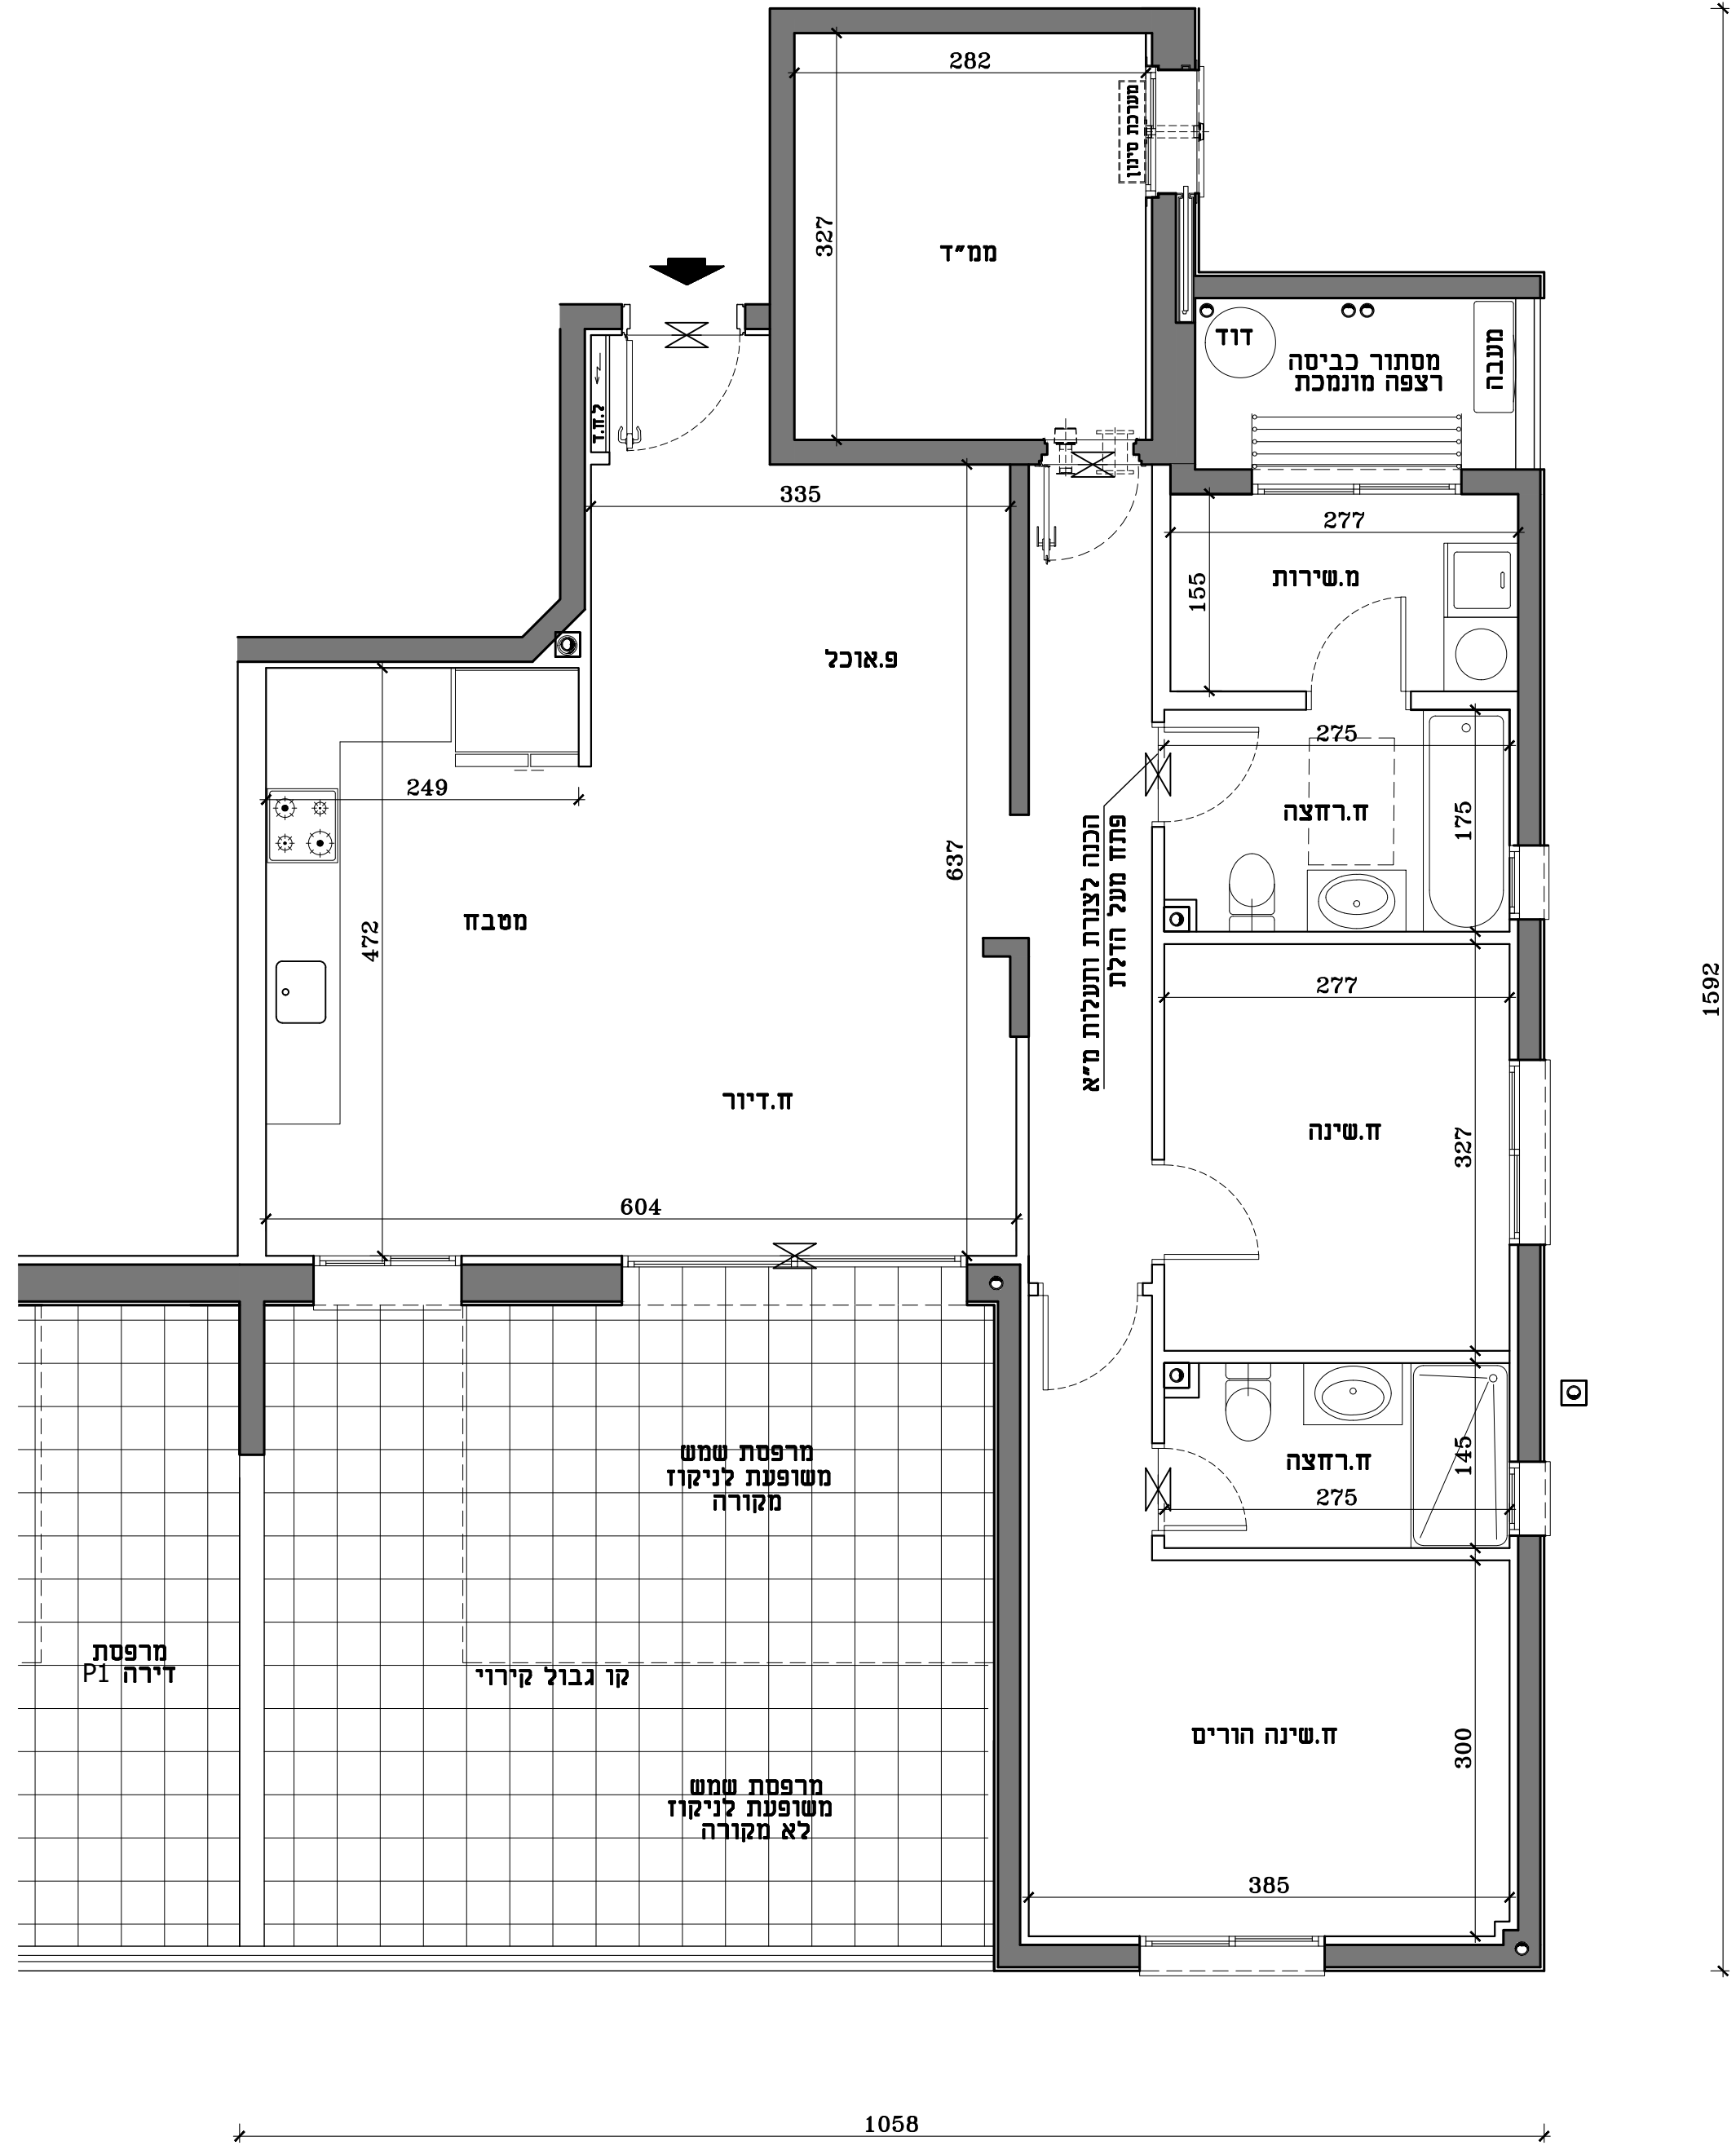 282
מערכת סינון
327
ממ״ד
דוד
מעבה
מסתור כביסה
רצפה מונמכת
ל.ח.ד
335
277
155
מ.שירות
פ.אוכל
275
249
ח.רחצה
175
637
הכנה לצנרת ותעלות מ״א
פתח מעל הדלת
472
מטבח
277
1592
ח.דיור
ח.שינה
327
604
מרפסת שמש
משופעת לניקוז
מקורה
ח.רחצה
145
275
מרפסת
דירה P1
קו גבול קירוי
ח.שינה הורים
300
מרפסת שמש
משופעת לניקוז
לא מקורה
385
1058